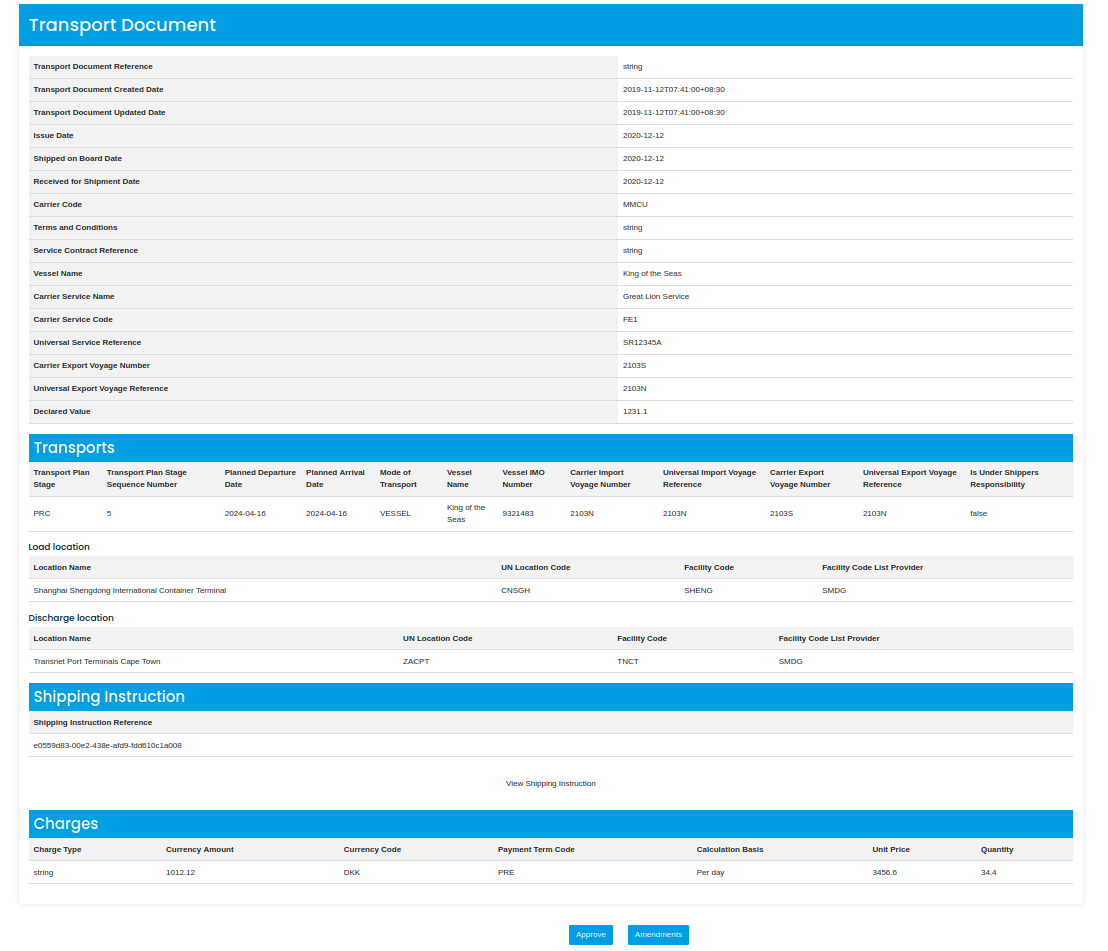 Transport Document
Transport Document Reference string
Transport Document Created Date 2019-11-12T07:41:00+08:30
Transport Document Updated Date 2019-11-12T07:41:00+08:30
Issue Date 2020-12-12
Shipped on Board Date 2020-12-12
Received for Shipment Date 2020-12-12
Carrier Code MMCU
Terms and Conditions string
Service Contract Reference string
Vessel Name King of the Seas
Carrier Service Name Great Lion Service
Carrier Service Code FE1
Universal Service Reference SR12345A
Carrier Export Voyage Number 2103S
Universal Export Voyage Reference 2103N
Declared Value 1231.1
Transports
Transport Plan Stage Transport Plan Stage Sequence Number Planned Departure Date Planned Arrival Date Mode of Transport Vessel Name Vessel IMO Number Carrier Import Voyage Number Universal Import Voyage Reference Carrier Export Voyage Number Universal Export Voyage Reference Is Under Shippers Responsibility
PRC 5 2024-04-16 2024-04-16 VESSEL King of the Seas 9321483 2103N 2103N 2103S 2103N false
Load location
Location Name UN Location Code Facility Code Facility Code List Provider
Shanghai Shengdong International Container Terminal CNSGH SHENG SMDG
Discharge location
Location Name UN Location Code Facility Code Facility Code List Provider
Transnet Port Terminals Cape Town ZACPT TNCT SMDG
Shipping Instruction
Shipping Instruction Reference
e0559d83-00e2-438e-afd9-fdd610c1a008
View Shipping Instruction
Charges
Charge Type Currency Amount Currency Code Payment Term Code Calculation Basis Unit Price Quantity
string 1012.12 DKK PRE Per day 3456.6 34.4
Approve Amendments